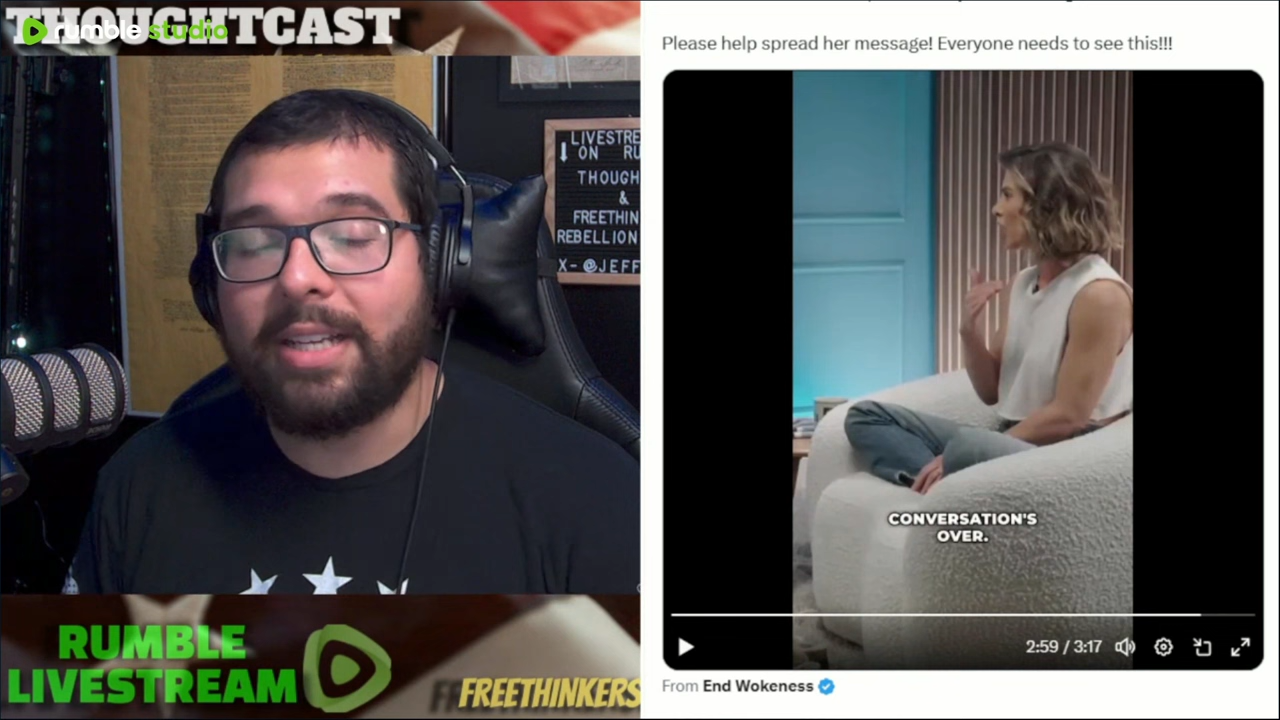 THOUGHTCAST
rumble studio
LIVESTRE
ON RU
THOUGH
&
FREETHIN
REBELLION
X- @JEFF
RUMBLE
LIVESTREAM
FREETHINKERS
Please help spread her message! Everyone needs to see this!!!
CONVERSATION'S
OVER.
2:59 / 3:17
From End Wokeness